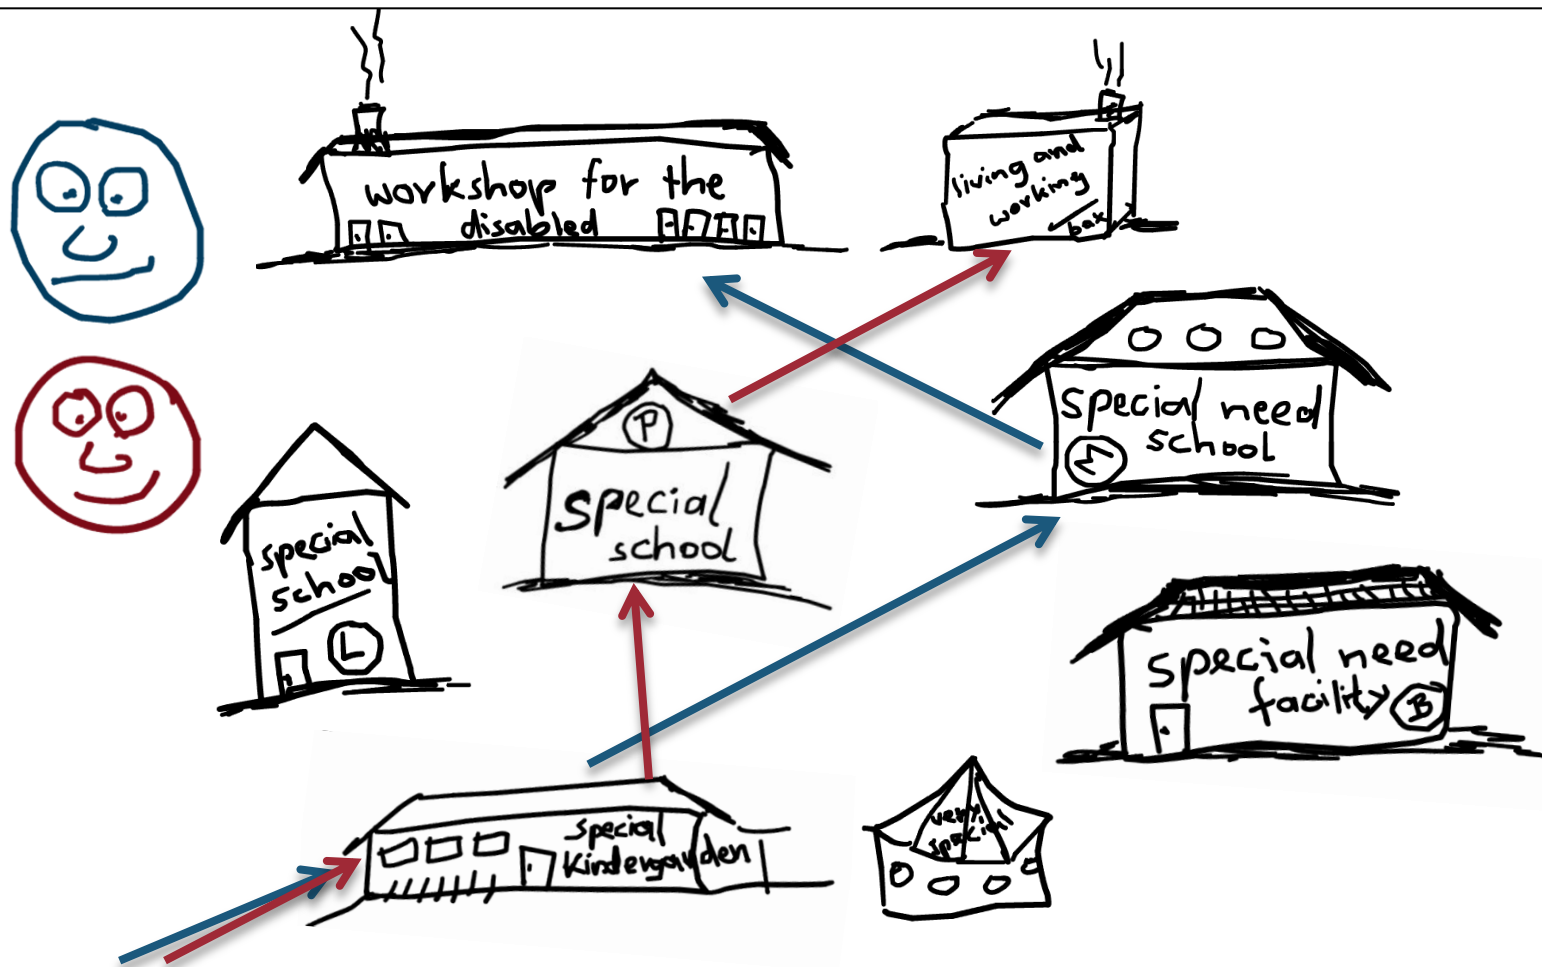 workshop for the
disabled
living and
working
box
special need
school
P
special
school
special
school
L
special need
facility B
special
Kindergarden
very
special